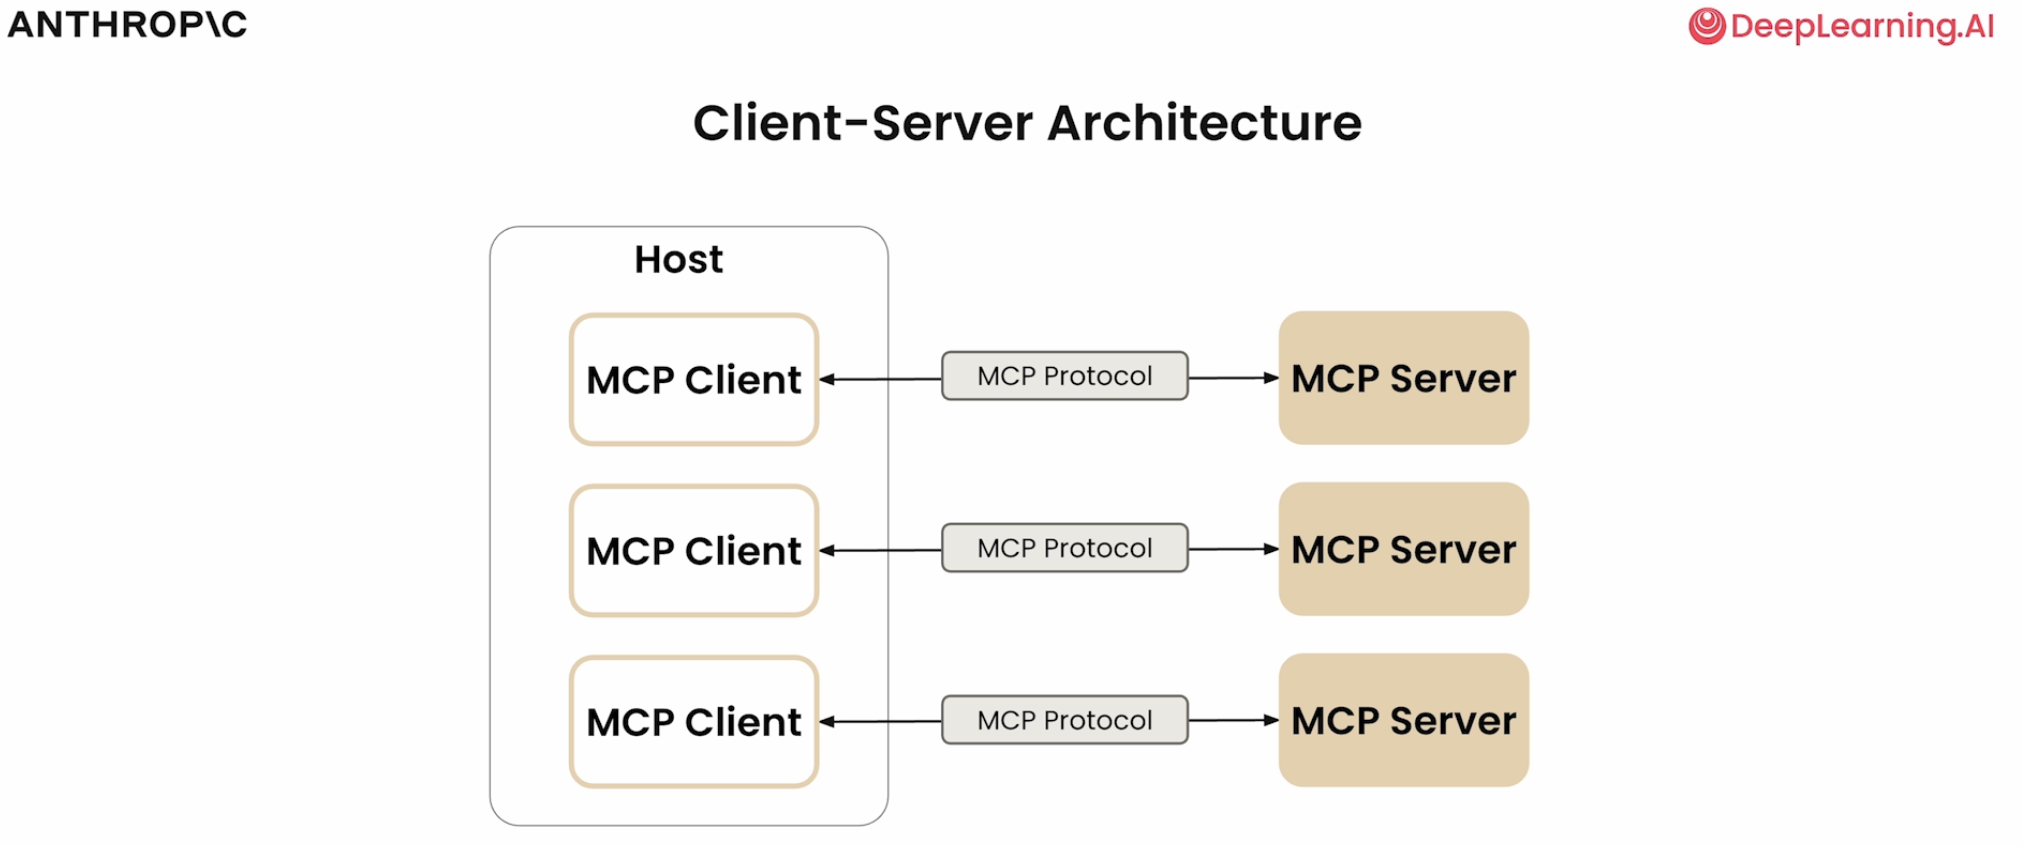 ANTHROP\C
DeepLearning.AI
Client-Server Architecture
Host
MCP Client
MCP Protocol
MCP Server
MCP Client
MCP Protocol
MCP Server
MCP Client
MCP Protocol
MCP Server